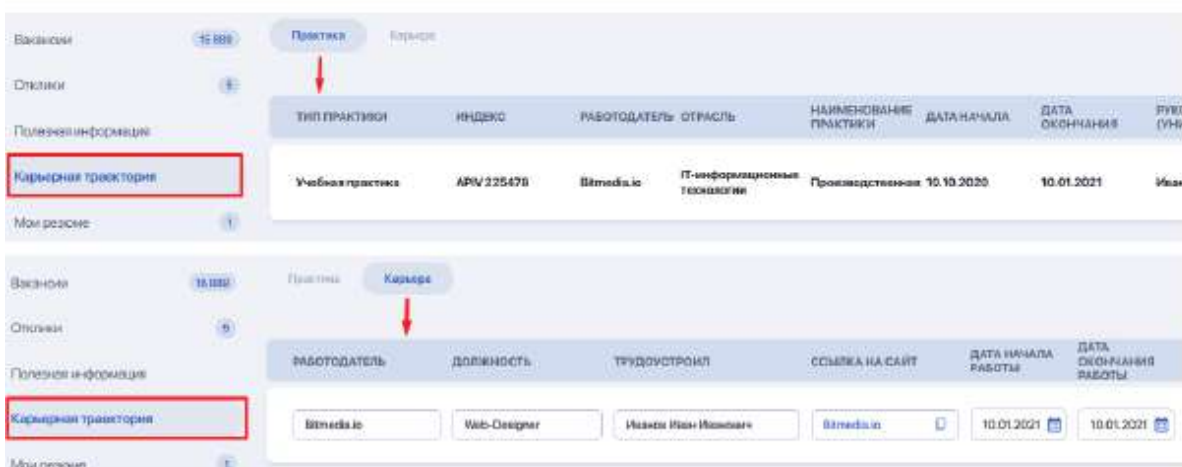 Вакансии
Практика Карьера
Отклики
ТИП ПРАКТИКИ ИНДЕКС РАБОТОДАТЕЛЬ ОТРАСЛЬ НАИМЕНОВАНИЕ ПРАКТИКИ ДАТА НАЧАЛА ДАТА ОКОНЧАНИЯ
Полезная информация
Карьерная траектория
Учебная практика APIV 225478 Bitmedia.io IT-информационные технологии Производственная 10.10.2020 10.01.2021 Иван
Мои резюме 1
Вакансии
Практика Карьера
Отклики
РАБОТОДАТЕЛЬ ДОЛЖНОСТЬ ТРУДОУСТРОИЛ ССЫЛКА НА САЙТ ДАТА НАЧАЛА РАБОТЫ ДАТА ОКОНЧАНИЯ РАБОТЫ
Полезная информация
Карьерная траектория
Bitmedia.io Web-Designer Иванов Иван Иванович Bitmedia.io 10.01.2021 10.01.2021
Мои резюме